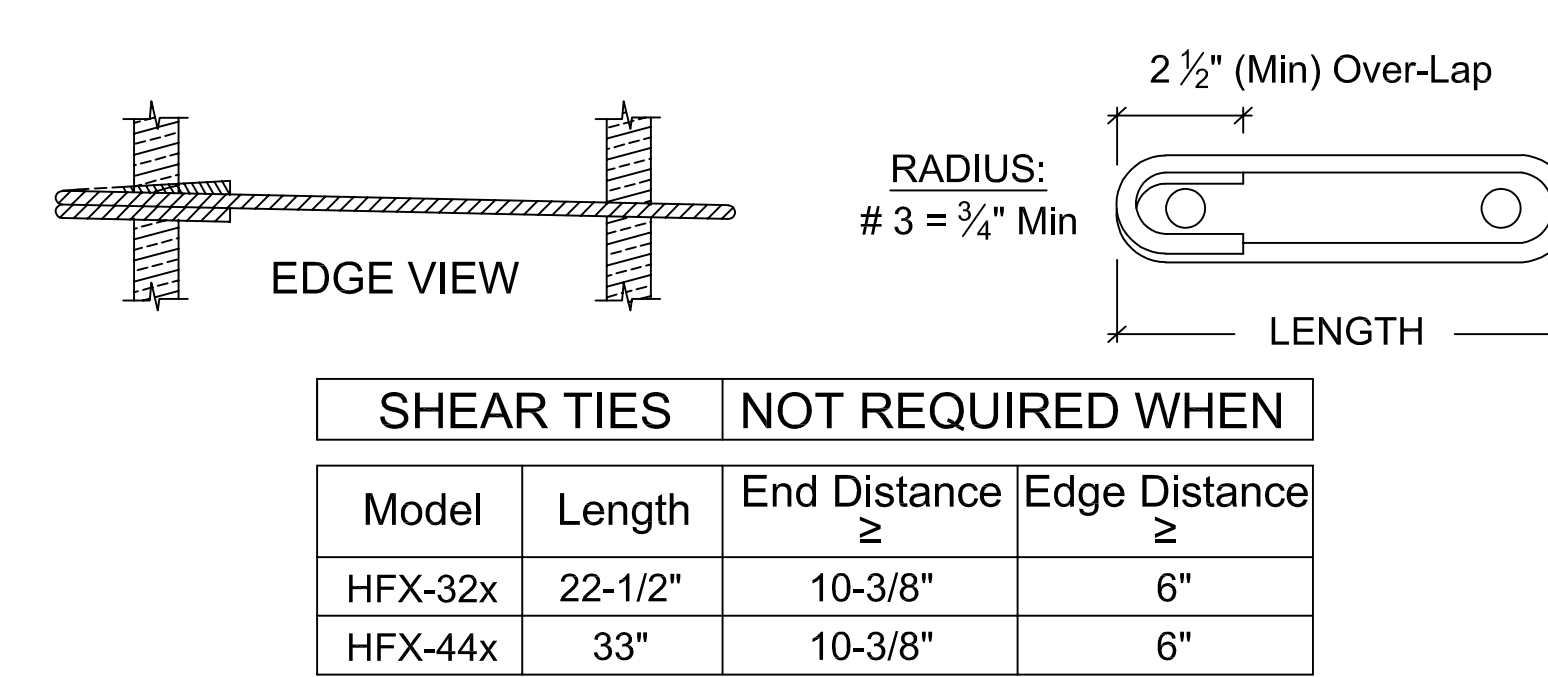 2 ½" (Min) Over-Lap
RADIUS:
# 3 = ¾" Min
EDGE VIEW
LENGTH
SHEAR TIES NOT REQUIRED WHEN
Model Length End Distance ≥ Edge Distance ≥
HFX-32x 22-1/2" 10-3/8" 6"
HFX-44x 33" 10-3/8" 6"